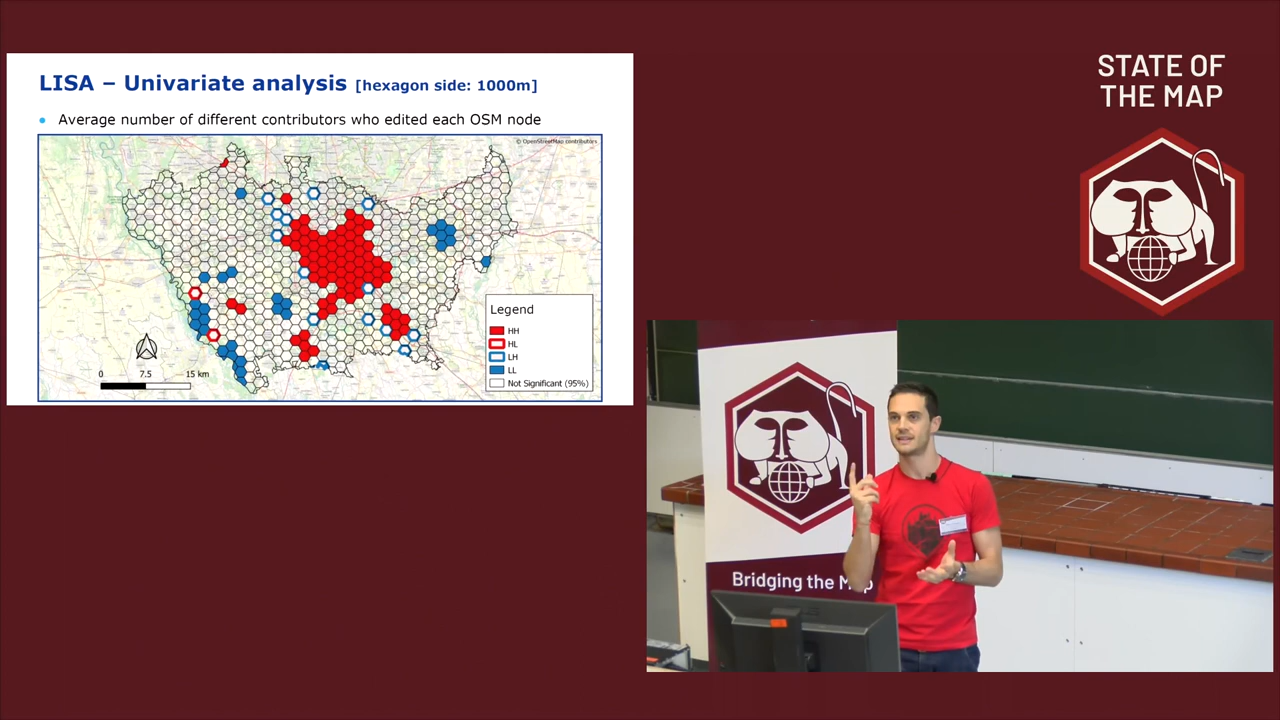 LISA – Univariate analysis [hexagon side: 1000m]
Average number of different contributors who edited each OSM node
© OpenStreetMap contributors
Legend
HH
HL
LH
LL
Not Significant (95%)
0 7.5 15 km
STATE OF
THE MAP
Bridging the M p